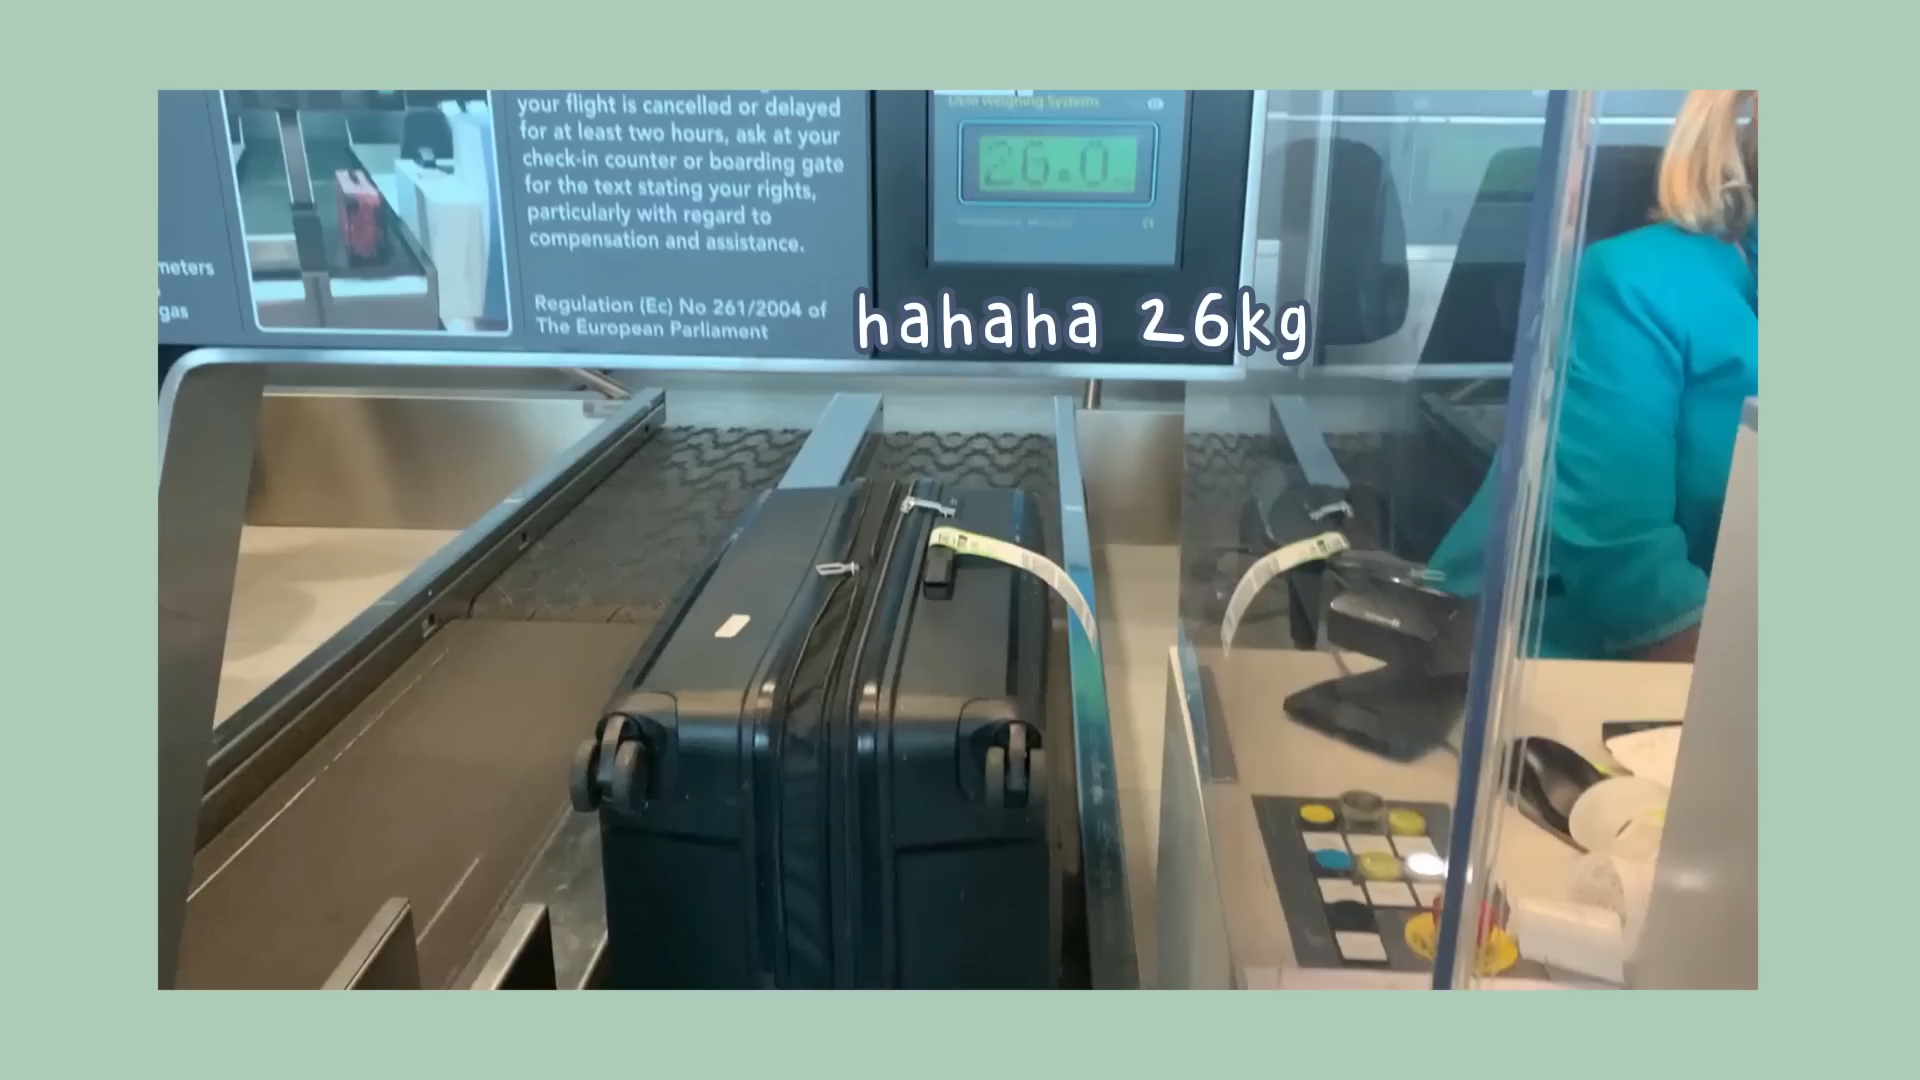 your flight is cancelled or delayed
for at least two hours, ask at your
check-in counter or boarding gate
for the text stating your rights,
particularly with regard to
compensation and assistance.
Regulation (Ec) No 261/2004 of
The European Parliament
meters
gas
Weighing Systems
26.0
hahaha 26kg